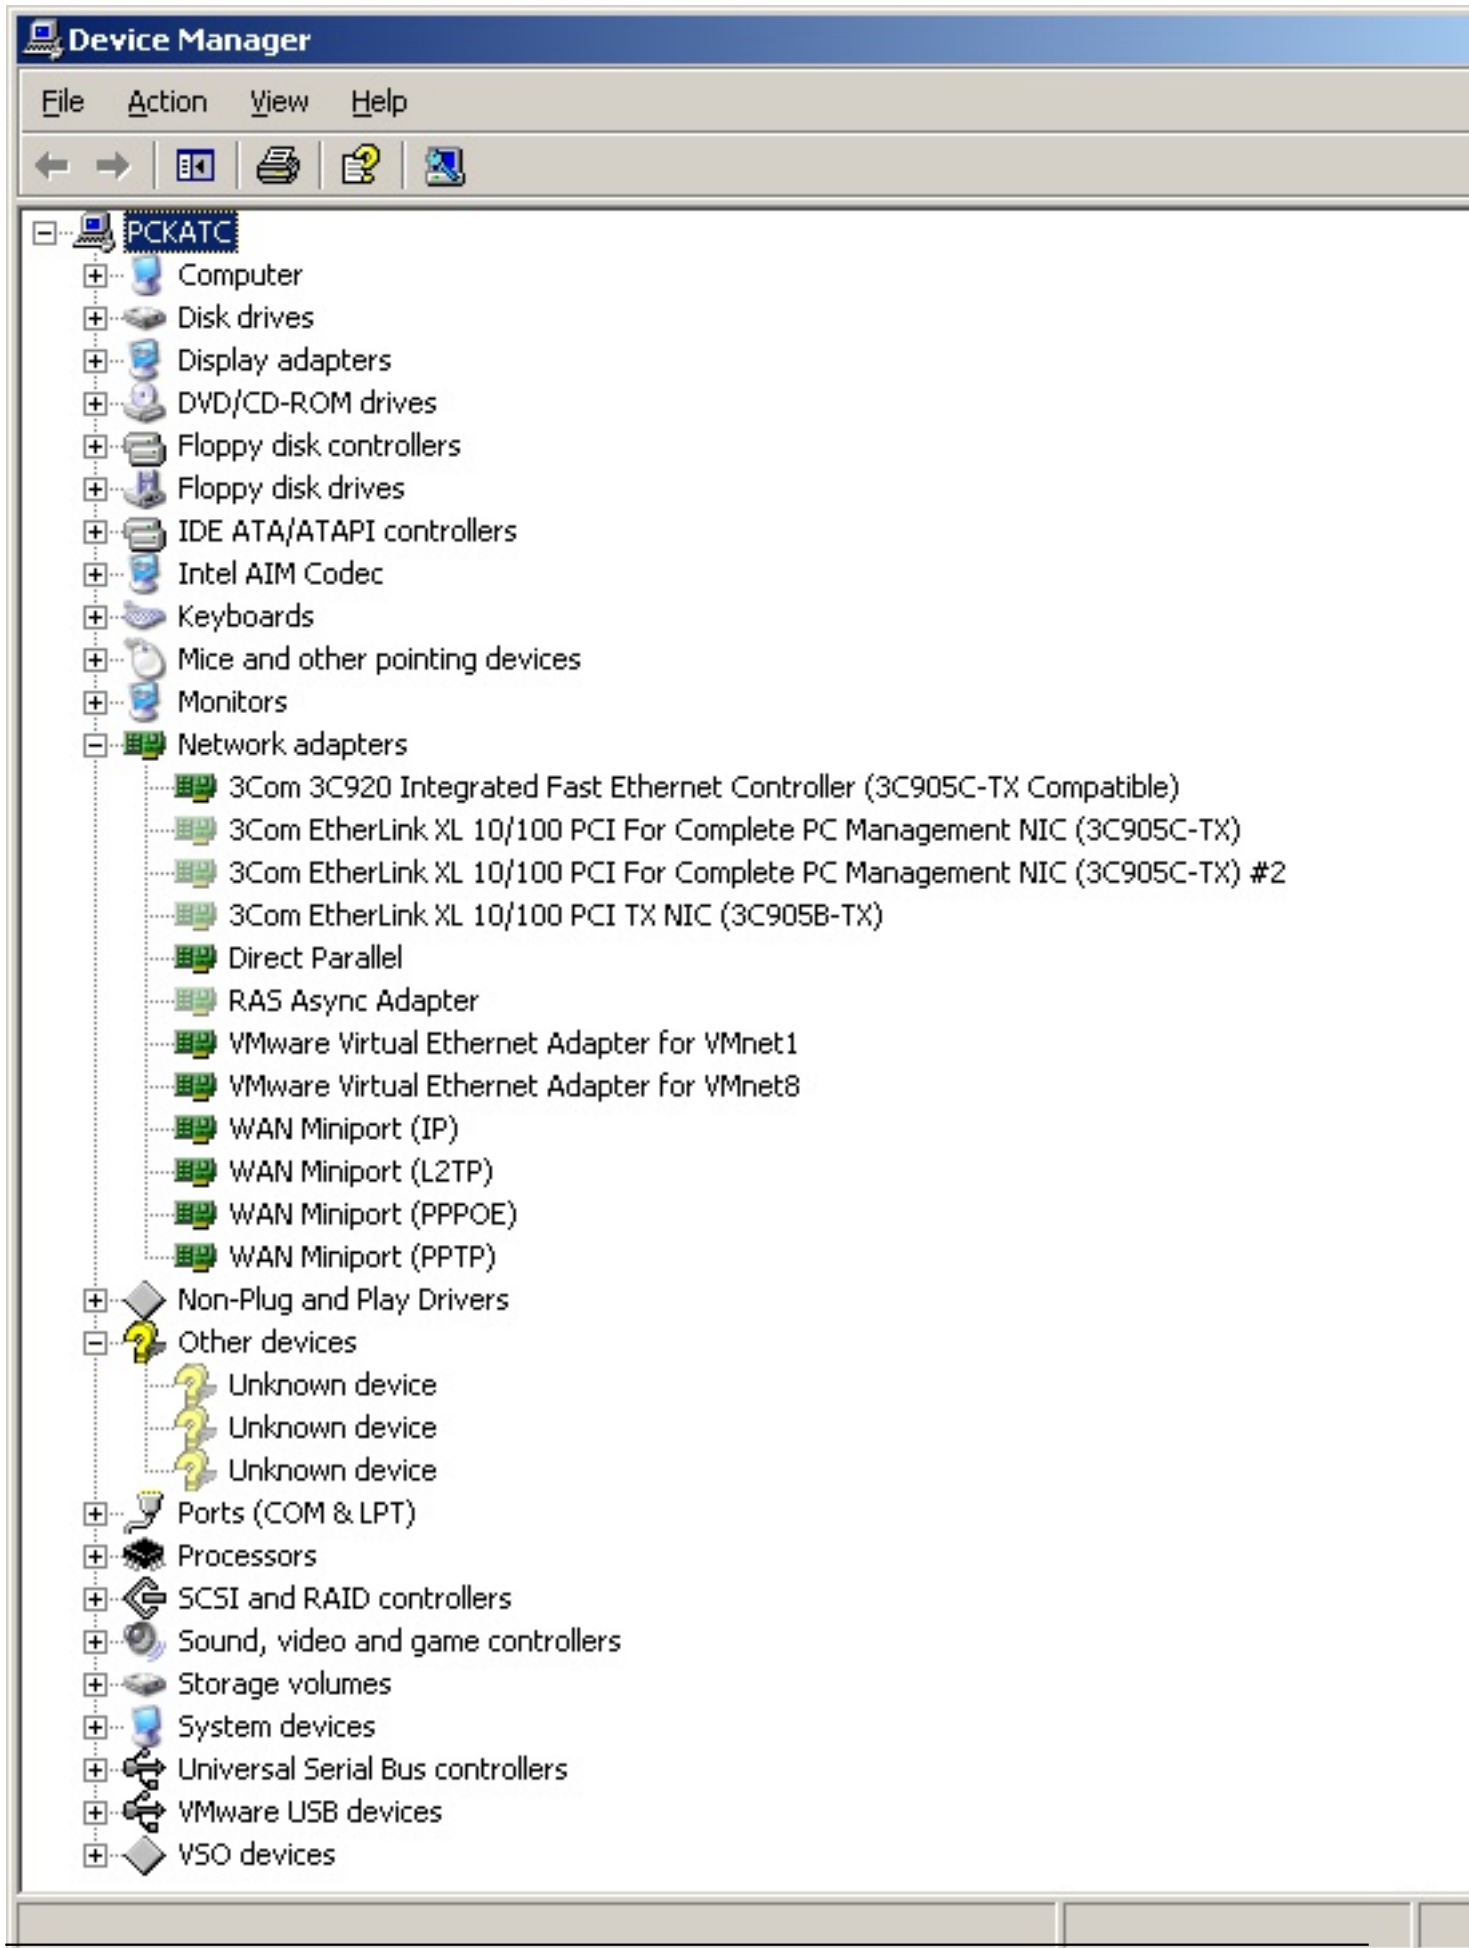 Device Manager
File Action View Help
PCKATC
Computer
Disk drives
Display adapters
DVD/CD-ROM drives
Floppy disk controllers
Floppy disk drives
IDE ATA/ATAPI controllers
Intel AIM Codec
Keyboards
Mice and other pointing devices
Monitors
Network adapters
3Com 3C920 Integrated Fast Ethernet Controller (3C905C-TX Compatible)
3Com EtherLink XL 10/100 PCI For Complete PC Management NIC (3C905C-TX)
3Com EtherLink XL 10/100 PCI For Complete PC Management NIC (3C905C-TX) #2
3Com EtherLink XL 10/100 PCI TX NIC (3C905B-TX)
Direct Parallel
RAS Async Adapter
VMware Virtual Ethernet Adapter for VMnet1
VMware Virtual Ethernet Adapter for VMnet8
WAN Miniport (IP)
WAN Miniport (L2TP)
WAN Miniport (PPPOE)
WAN Miniport (PPTP)
Non-Plug and Play Drivers
Other devices
Unknown device
Unknown device
Unknown device
Ports (COM & LPT)
Processors
SCSI and RAID controllers
Sound, video and game controllers
Storage volumes
System devices
Universal Serial Bus controllers
VMware USB devices
VSO devices